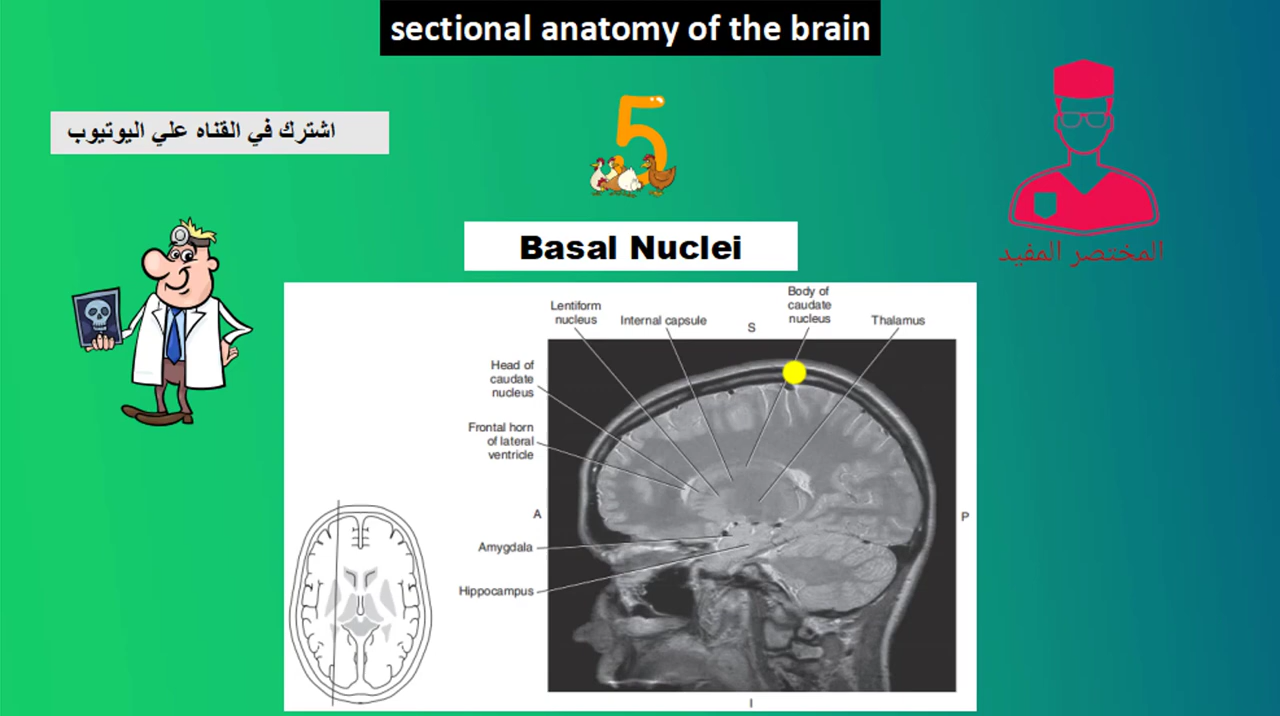 sectional anatomy of the brain
اشترك في القناه علي اليوتيوب
5
المختصر المفيد
Basal Nuclei
Lentiform
nucleus
Internal capsule
S
Body of
caudate
nucleus
Thalamus
Head of
caudate
nucleus
Frontal horn
of lateral
ventricle
A
P
Amygdala
Hippocampus
I